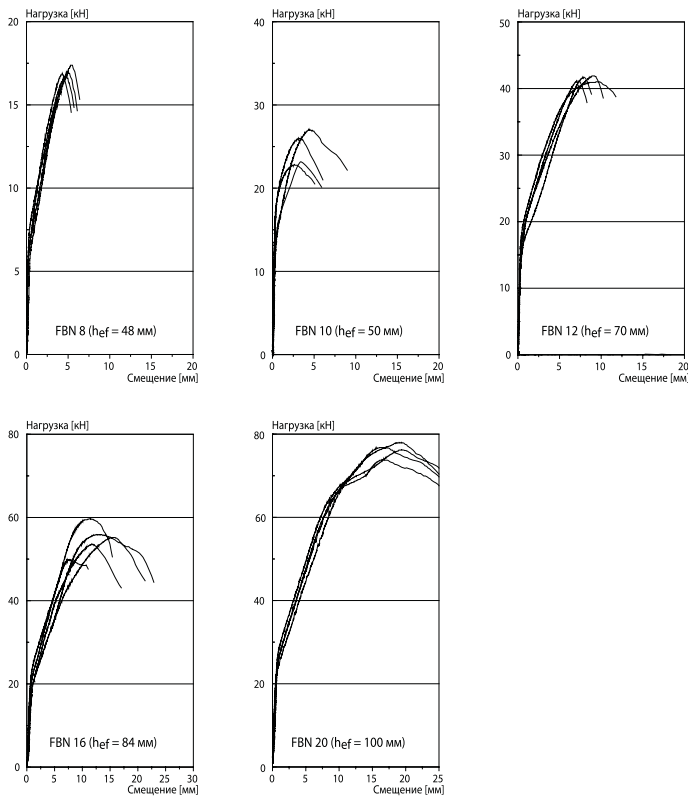 Нагрузка [кН]
20
15
10
5
0
FBN 8 (hef = 48 мм)
0 5 10 15 20
Смещение [мм]
Нагрузка [кН]
40
30
20
10
0
FBN 10 (hef = 50 мм)
0 5 10 15 20
Смещение [мм]
Нагрузка [кН]
50
40
30
20
10
0
FBN 12 (hef = 70 мм)
0 5 10 15 20
Смещение [мм]
Нагрузка [кН]
80
60
40
20
0
FBN 16 (hef = 84 мм)
0 5 10 15 20 25 30
Смещение [мм]
Нагрузка [кН]
80
60
40
20
0
FBN 20 (hef = 100 мм)
0 5 10 15 20 25
Смещение [мм]